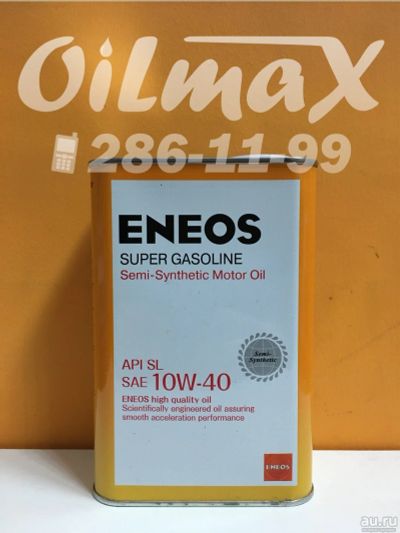 OiLmaX
286-11-99
ENEOS
SUPER GASOLINE
Semi-Synthetic Motor Oil
Semi-
Synthetic
API SL
SAE 10W-40
ENEOS high quality oil
Scientifically engineered oil assuring
smooth acceleration performance
ENEOS
au.ru